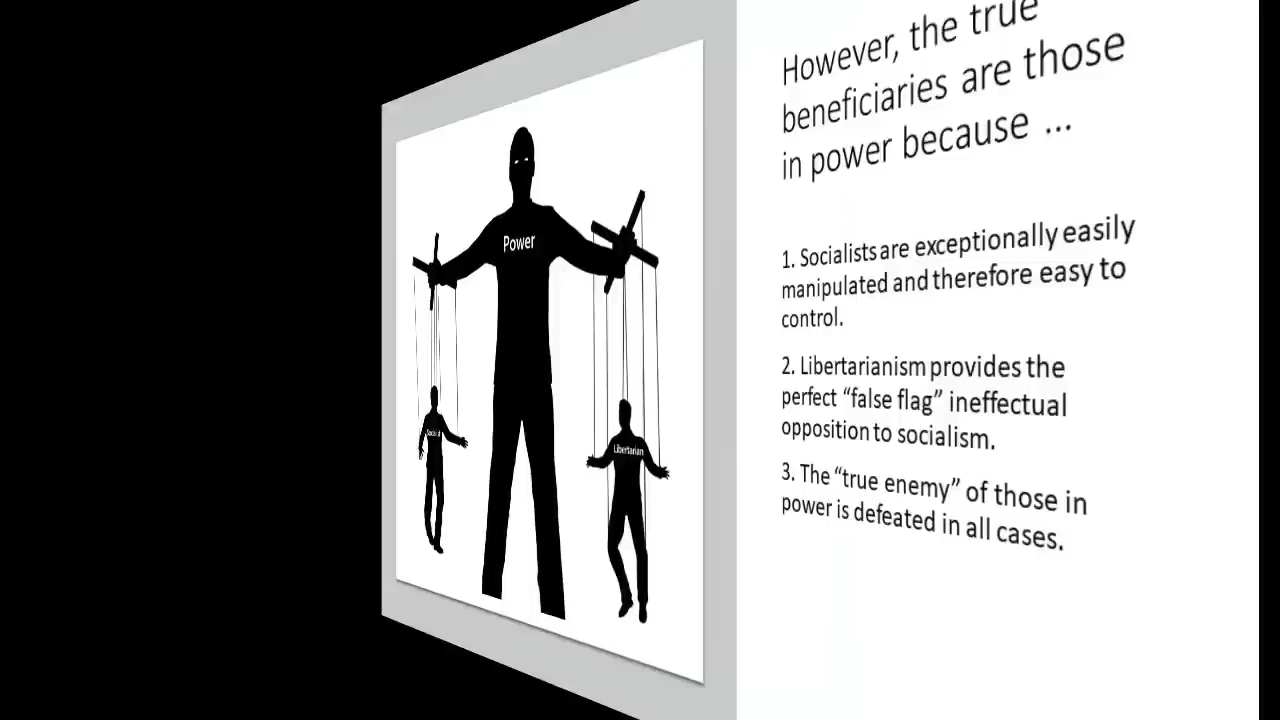 However, the true
beneficiaries are those
in power because ...
1. Socialists are exceptionally easily
manipulated and therefore easy to
control.
2. Libertarianism provides the
perfect “false flag” ineffectual
opposition to socialism.
3. The “true enemy” of those in
power is defeated in all cases.
Power
Libertarian